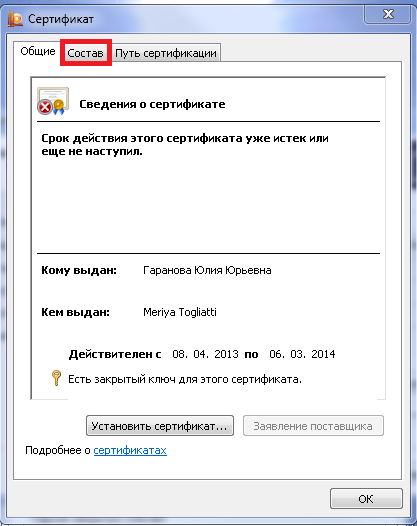 Сертификат
Общие Состав Путь сертификации
Сведения о сертификате
Срок действия этого сертификата уже истек или
еще не наступил.
Кому выдан: Гаранова Юлия Юрьевна
Кем выдан: Meriya Togliatti
Действителен с 08. 04. 2013 по 06. 03. 2014
Есть закрытый ключ для этого сертификата.
Установить сертификат... Заявление поставщика
Подробнее о сертификатах
ОК